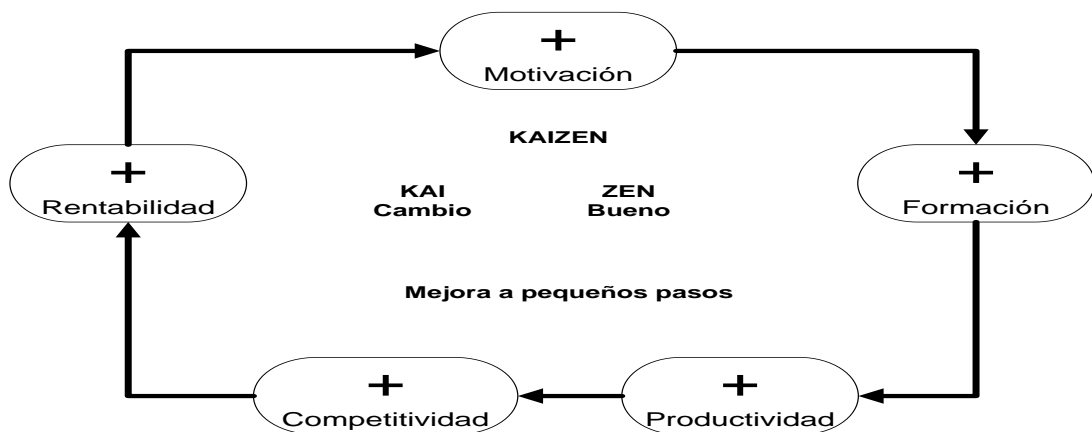 +
Motivación
KAIZEN
+
Rentabilidad
KAI
Cambio
ZEN
Bueno
+
Formación
Mejora a pequeños pasos
+
Competitividad
+
Productividad